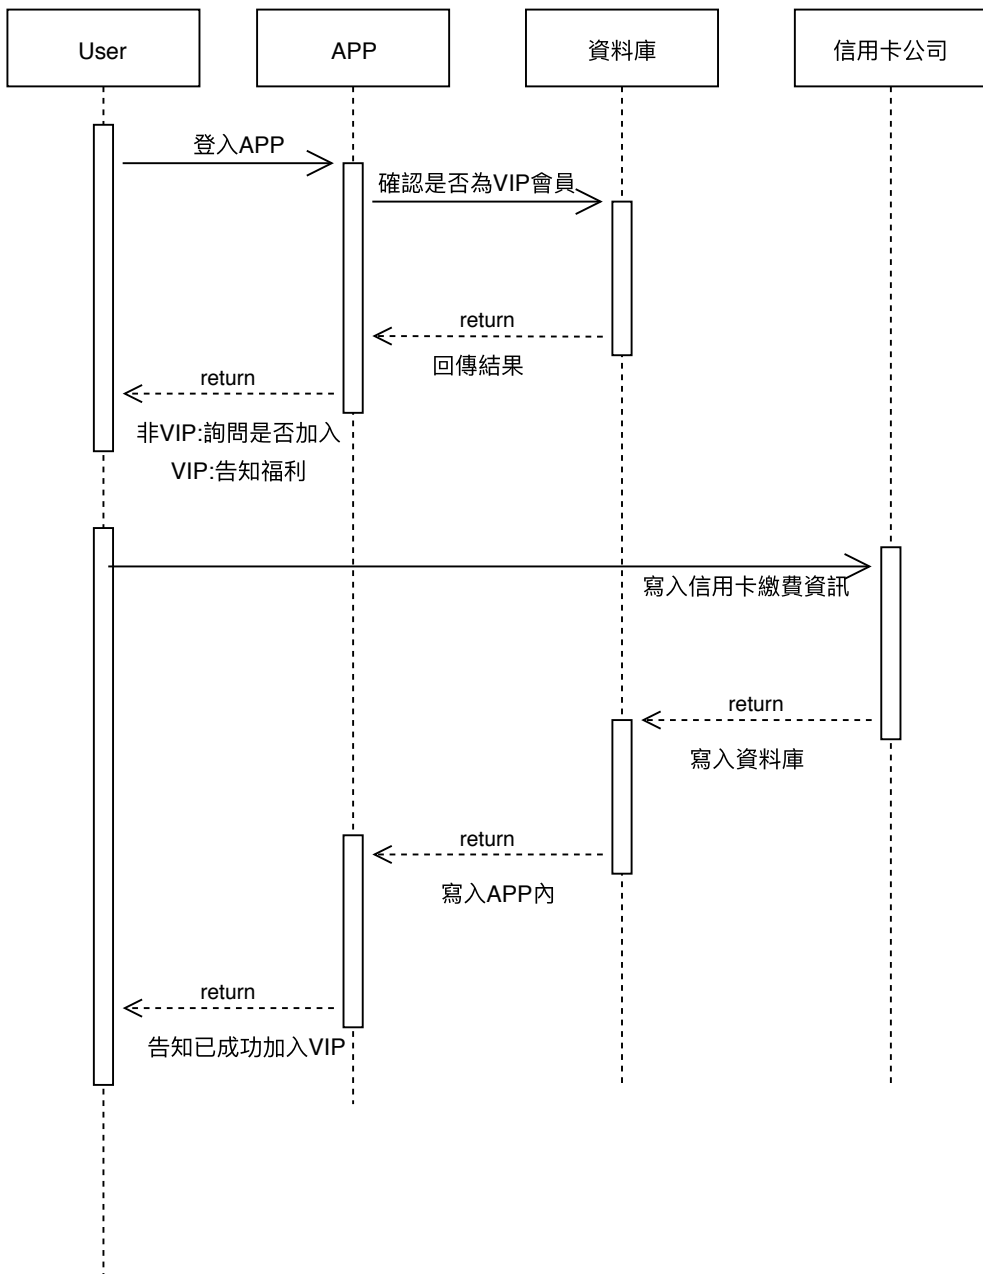 User
APP
資料庫
信用卡公司
登入APP
確認是否為VIP會員
return
回傳結果
return
非VIP:詢問是否加入
VIP:告知福利
寫入信用卡繳費資訊
return
寫入資料庫
return
寫入APP內
return
告知已成功加入VIP